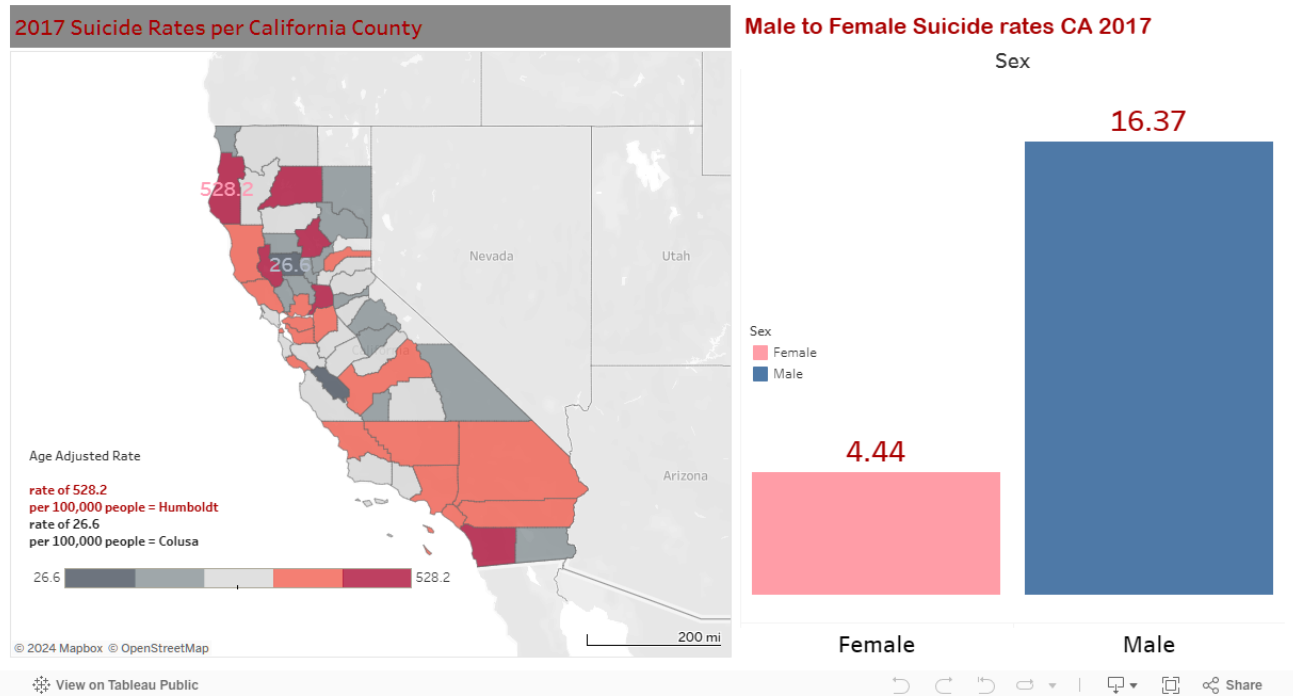 2017 Suicide Rates per California County
528.2
26.6
Nevada
Utah
California
Arizona
Age Adjusted Rate
rate of 528.2
per 100,000 people = Humboldt
rate of 26.6
per 100,000 people = Colusa
26.6 528.2
200 mi
© 2024 Mapbox © OpenStreetMap
Male to Female Suicide rates CA 2017
Sex
16.37
Sex
Female
Male
4.44
Female Male
View on Tableau Public
Share